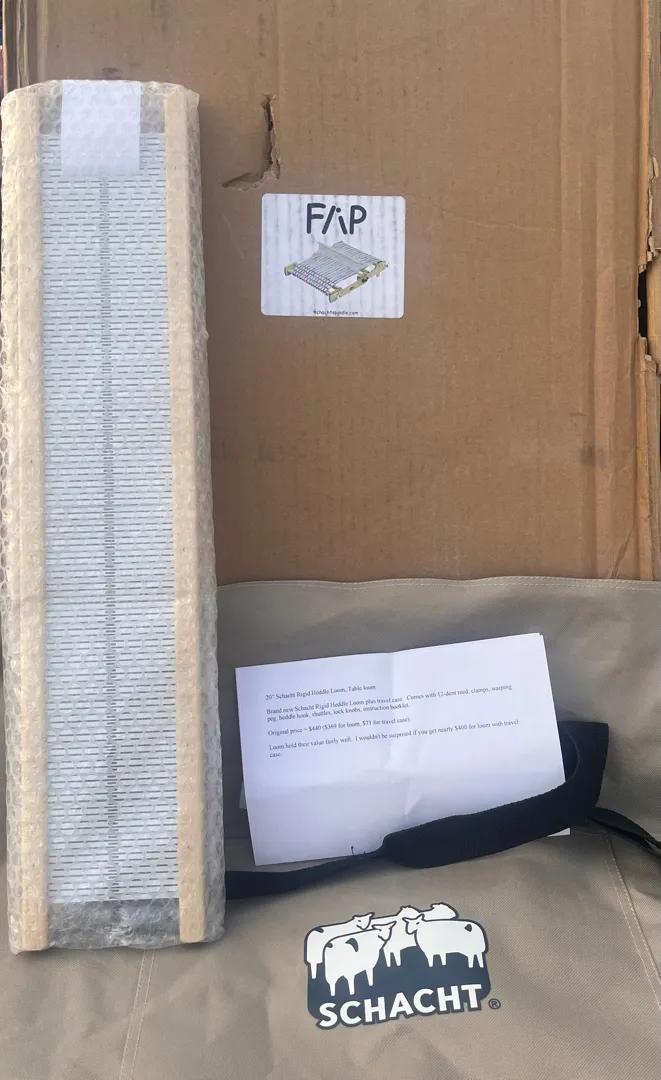 FLiP
schachtspindle.com
20" Schacht Rigid Heddle Loom, Table loom
Brand new Schacht Rigid Heddle Loom plus travel case. Comes with 12-dent reed, clamps, warping
peg, heddle hook, shuttles, lock knobs, instruction booklet.
Original price = $440 ($369 for loom, $71 for travel case).
Loom hold their value fairly well. I wouldn't be surprised if you get nearly $400 for loom with travel
case.
SCHACHT®